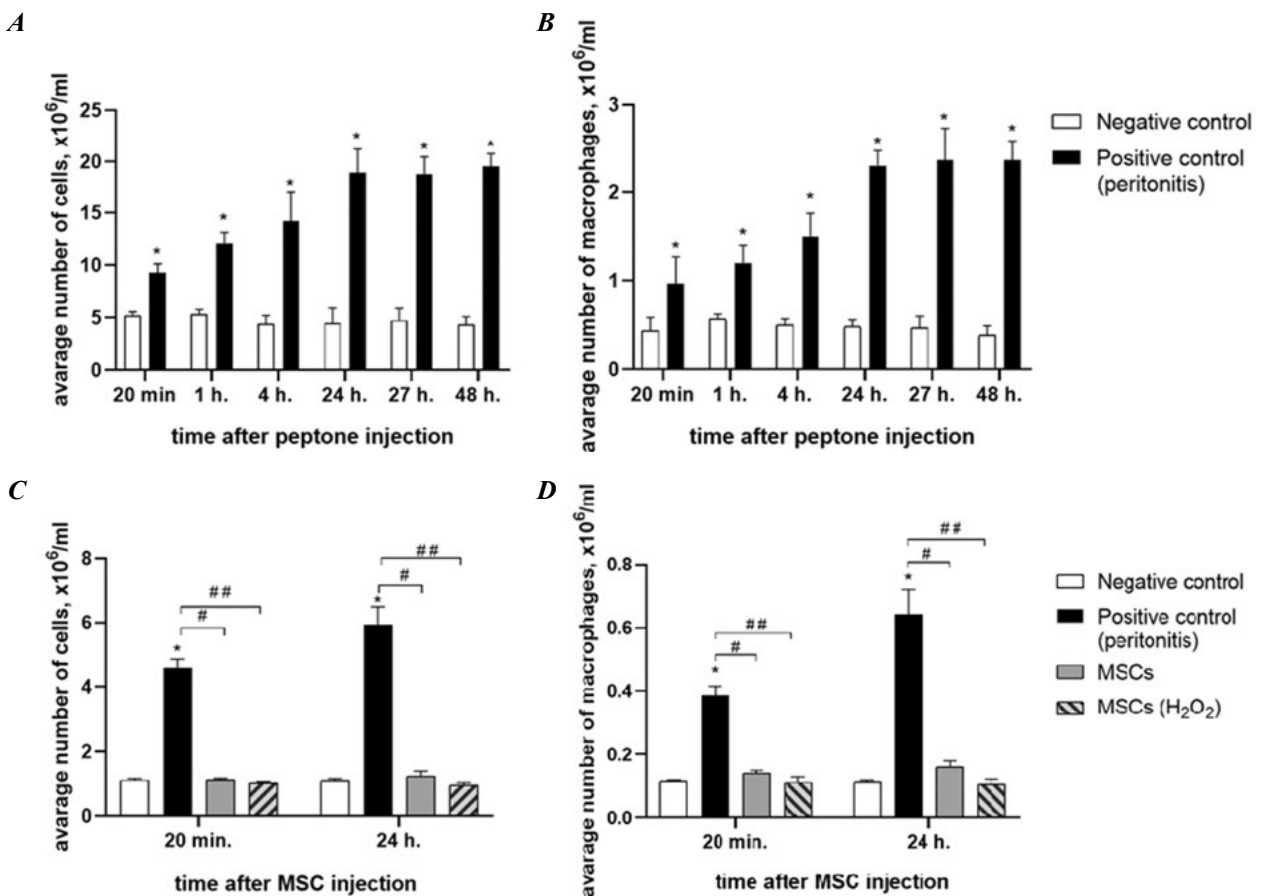 A
avarage number of cells, x10⁶/ml
25
20
15
10
5
0
* * * * * *
20 min 1 h. 4 h. 24 h. 27 h. 48 h.
time after peptone injection
B
avarage number of macrophages, x10⁶/ml
3
2
1
0
* * * * * *
20 min 1 h. 4 h. 24 h. 27 h. 48 h.
time after peptone injection
Negative control
Positive control
(peritonitis)
C
avarage number of cells, x10⁶/ml
8
6
4
2
0
##
#
*
##
#
*
20 min. 24 h.
time after MSC injection
D
avarage number of macrophages, x10⁶/ml
0.8
0.6
0.4
0.2
0.0
##
#
*
##
#
*
20 min. 24 h.
time after MSC injection
Negative control
Positive control
(peritonitis)
MSCs
MSCs (H₂O₂)